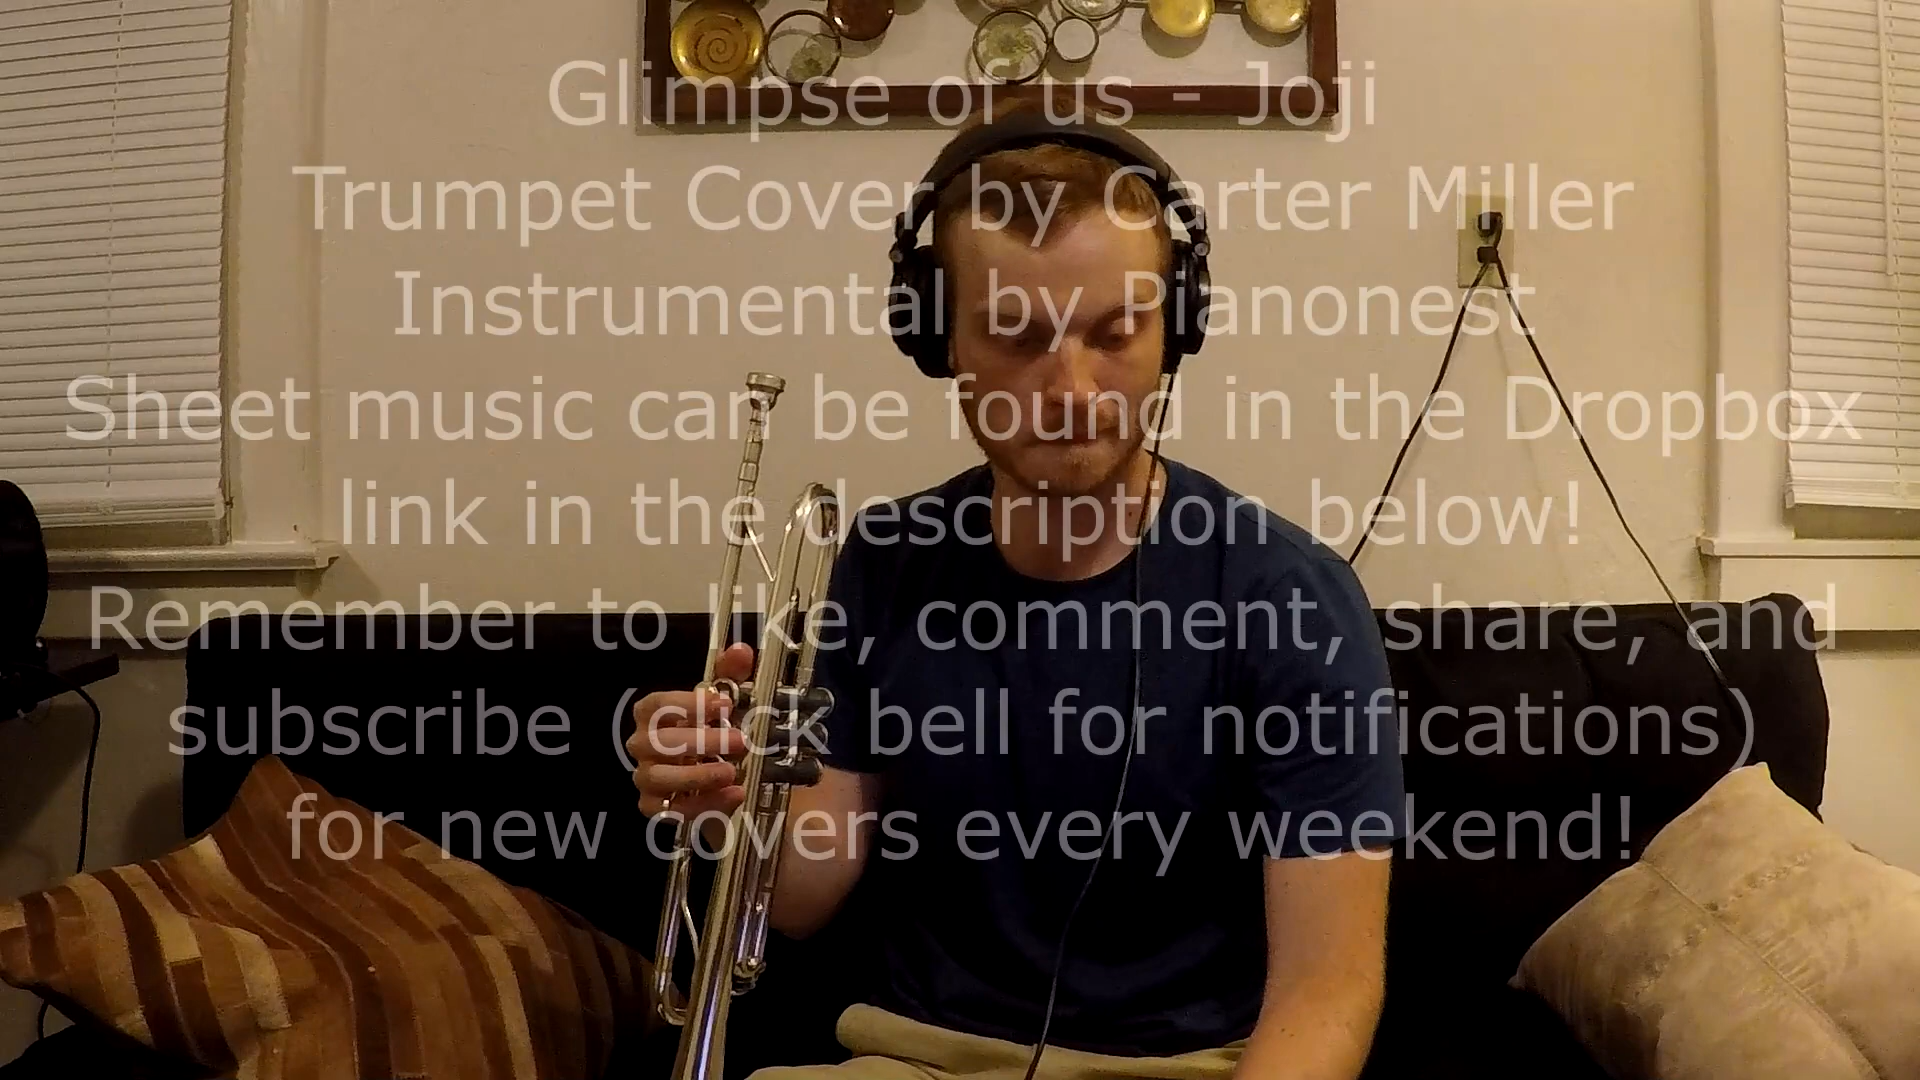 Glimpse of us - Joji
Trumpet Cover by Carter Miller
Instrumental by Pianonest
Sheet music can be found in the Dropbox
link in the description below!
Remember to like, comment, share, and
subscribe (click bell for notifications)
for new covers every weekend!